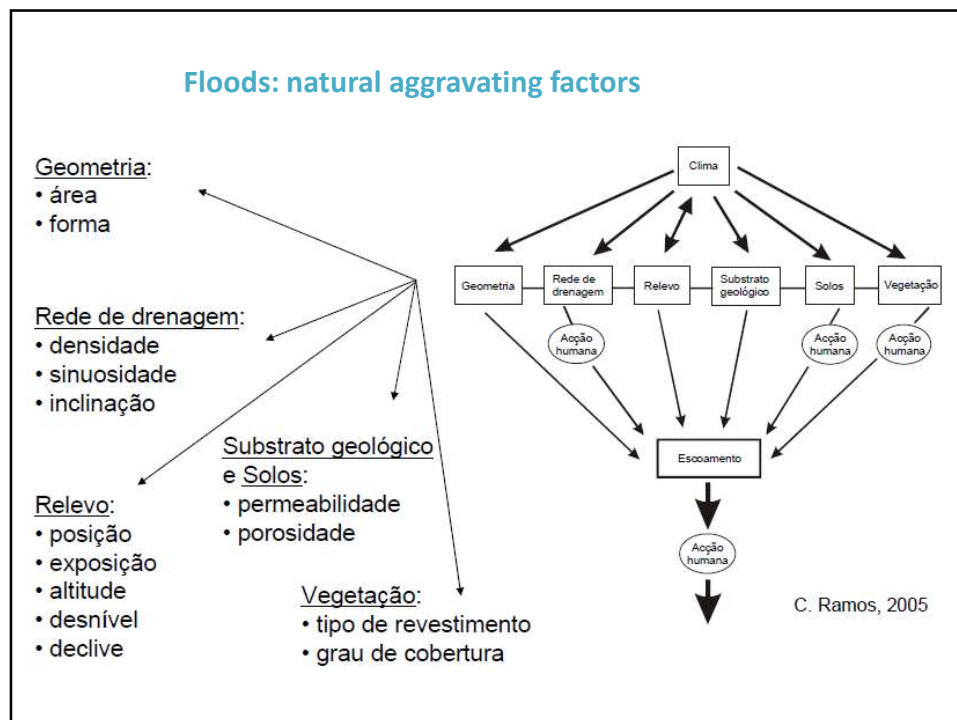 Floods: natural aggravating factors
Geometria:
• área
• forma
Rede de drenagem:
• densidade
• sinuosidade
• inclinação
Relevo:
• posição
• exposição
• altitude
• desnível
• declive
Substrato geológico
e Solos:
• permeabilidade
• porosidade
Vegetação:
• tipo de revestimento
• grau de cobertura
Clima
Geometria
Rede de
drenagem
Relevo
Substrato
geológico
Solos
Vegetação
Acção
humana
Acção
humana
Acção
humana
Escoamento
Acção
humana
C. Ramos, 2005